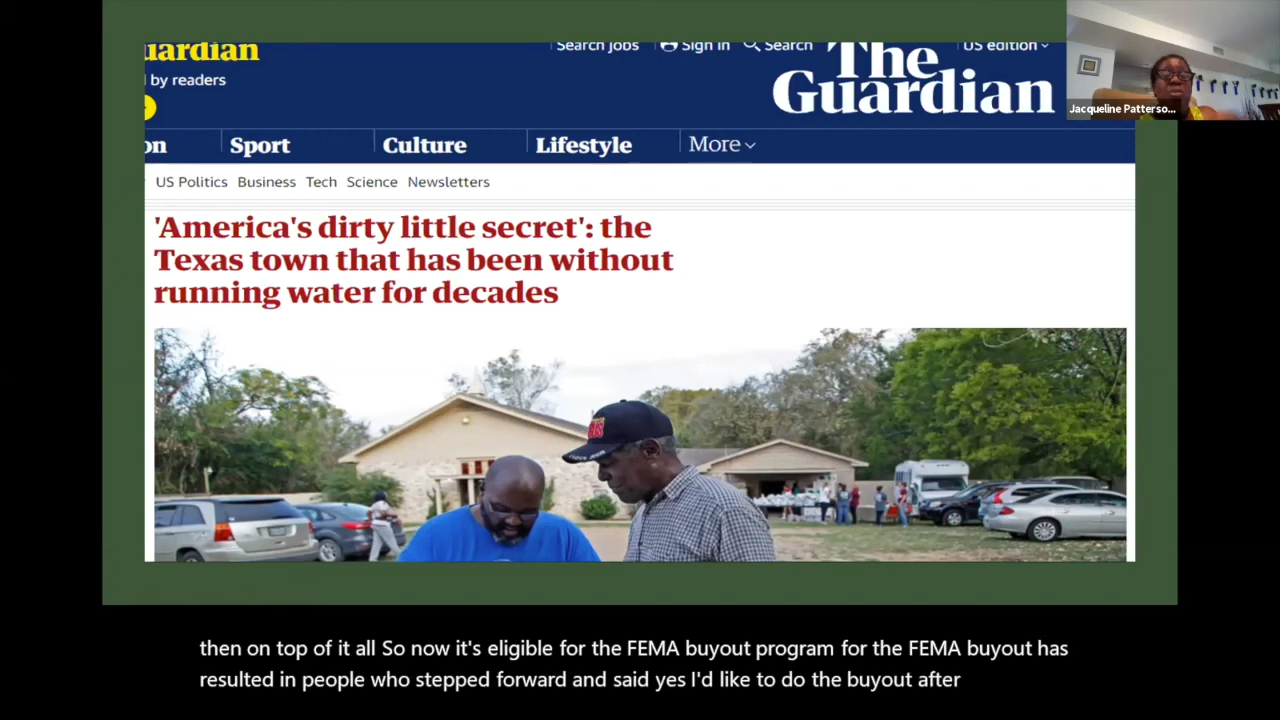 uardian
l by readers
Search jobs
Sign in
Search
US edition
The
Guardian
Jacqueline Patterso...
on
Sport
Culture
Lifestyle
More
US Politics
Business
Tech
Science
Newsletters
'America's dirty little secret': the
Texas town that has been without
running water for decades
then on top of it all So now it's eligible for the FEMA buyout program for the FEMA buyout has
resulted in people who stepped forward and said yes I'd like to do the buyout after